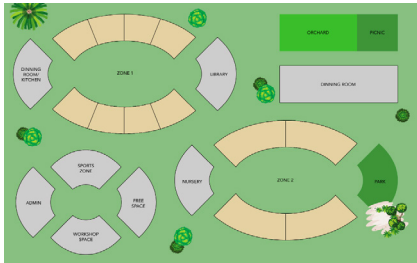 ORCHARD
PICNIC
DINNING
ROOM/
KITCHEN
ZONE 1
LIBRARY
DINNING ROOM
SPORTS
ZONE
ADMIN
FREE
SPACE
WORKSHOP
SPACE
NURSERY
ZONE 2
PARK